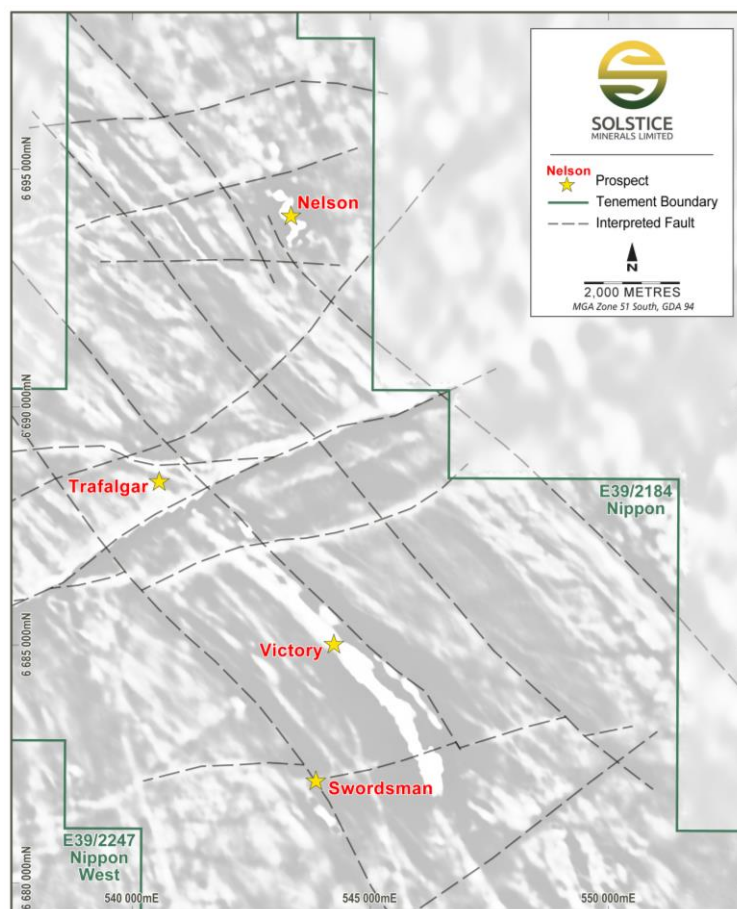 SOLSTICE
MINERALS LIMITED
Nelson
Prospect
Tenement Boundary
Interpreted Fault
N
2,000 METRES
MGA Zone 51 South, GDA 94
6 695 000mN
Nelson
6 690 000mN
Trafalgar
E39/2184
Nippon
6 685 000mN
Victory
Swordsman
E39/2247
Nippon
West
6 680 000mN
540 000mE
545 000mE
550 000mE